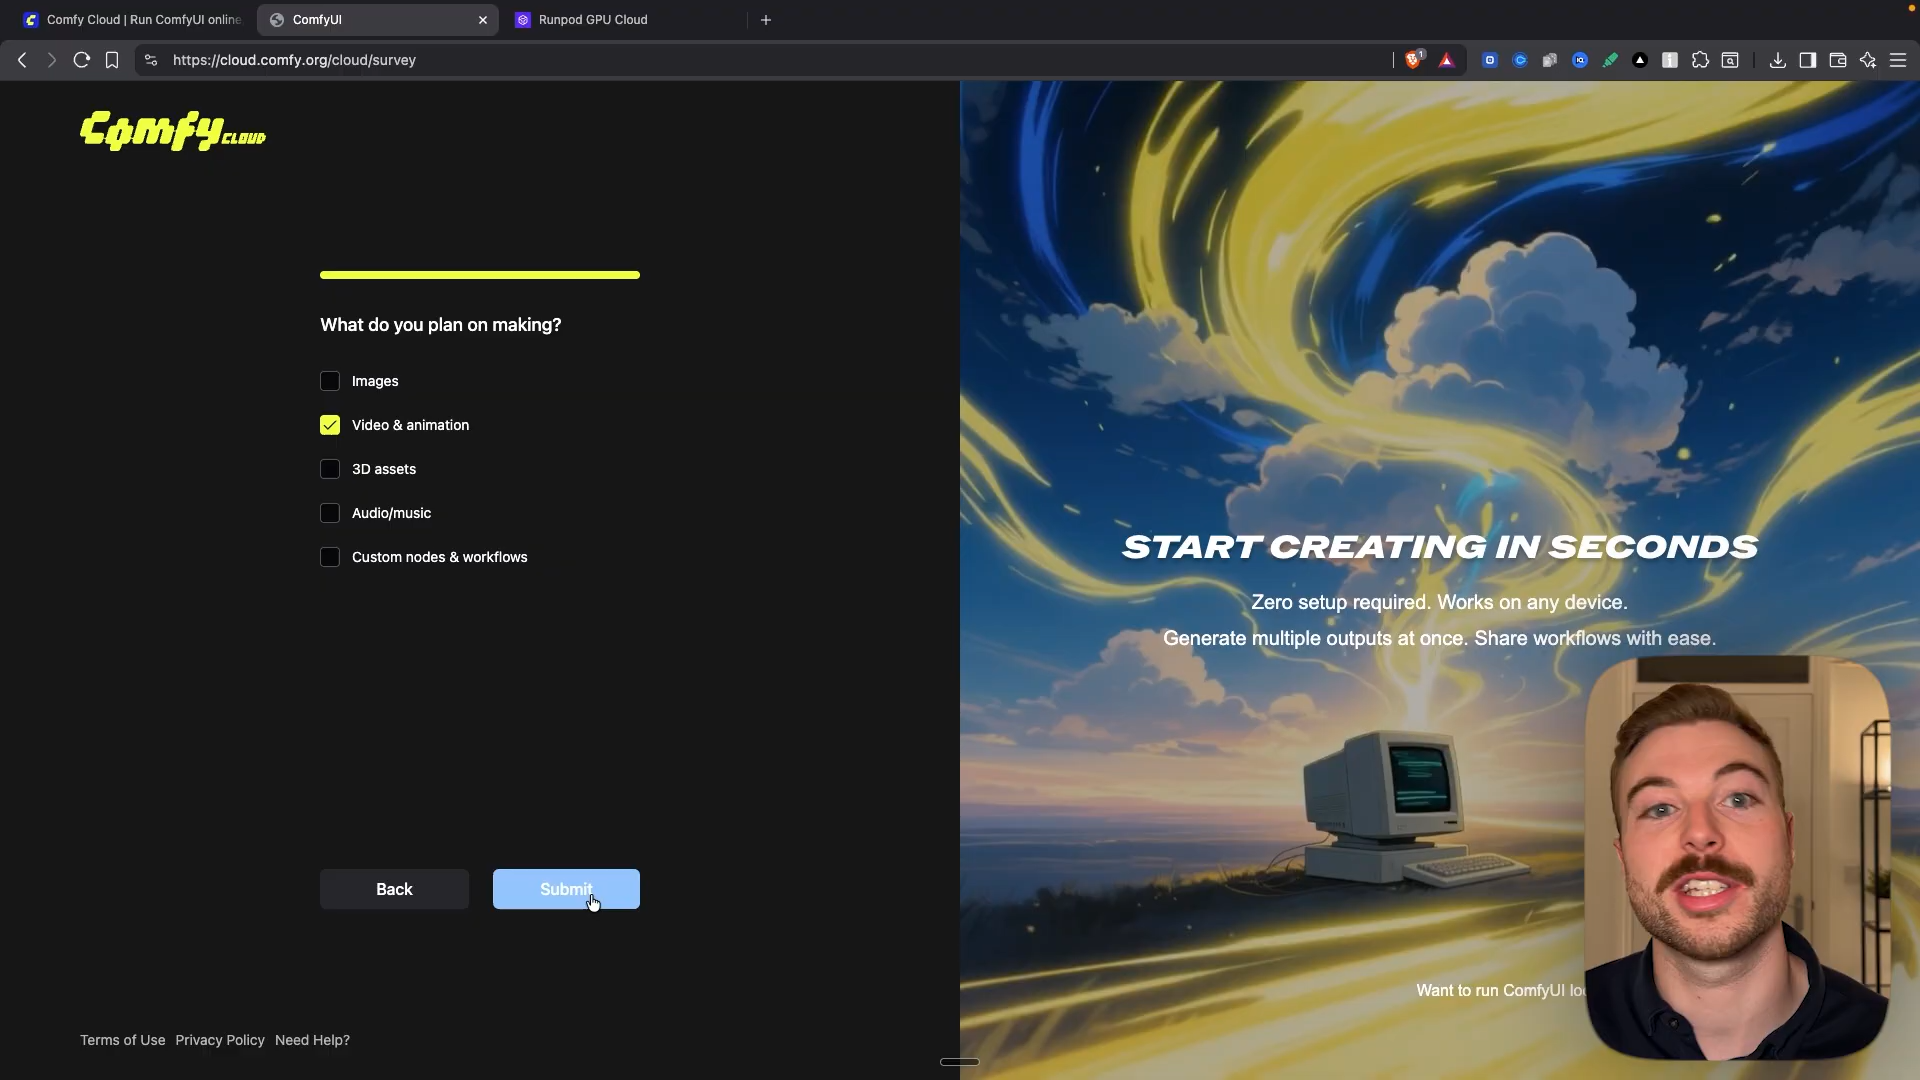 Comfy Cloud | Run ComfyUI online
ComfyUI
Runpod GPU Cloud
https://cloud.comfy.org/cloud/survey
1
Comfy CLOUD
What do you plan on making?
Images
Video & animation
3D assets
Audio/music
Custom nodes & workflows
Back
Submit
START CREATING IN SECONDS
Zero setup required. Works on any device.
Generate multiple outputs at once. Share workflows with ease.
Want to run ComfyUI lo
Terms of Use Privacy Policy Need Help?